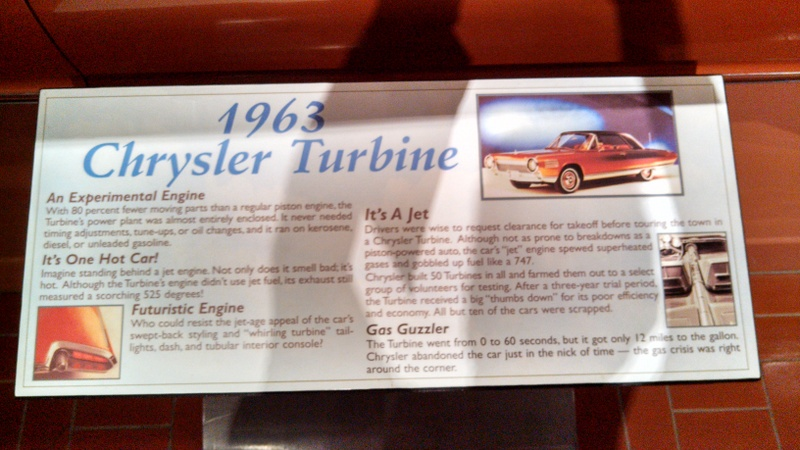 1963
Chrysler Turbine
An Experimental Engine
With 80 percent fewer moving parts than a regular piston engine, the
Turbine's power plant was almost entirely enclosed. It never needed
timing adjustments, tune-ups, or oil changes, and it ran on kerosene,
diesel, or unleaded gasoline.
It's One Hot Car!
Imagine standing behind a jet engine. Not only does it smell bad; it's
hot. Although the Turbine's engine didn't use jet fuel, its exhaust still
measured a scorching 525 degrees!
Futuristic Engine
Who could resist the jet-age appeal of the car's
swept-back styling and "whirling turbine" tail-
lights, dash, and tubular interior console?
It's A Jet
Drivers were wise to request clearance for takeoff before touring the town in
a Chrysler Turbine. Although not as prone to breakdowns as a
piston-powered auto, the car's "jet" engine spewed superheated
gases and gobbled up fuel like a 747.
Chrysler built 50 Turbines in all and farmed them out to a select
group of volunteers for testing. After a three-year trial period,
the Turbine received a big "thumbs down" for its poor efficiency
and economy. All but ten of the cars were scrapped.
Gas Guzzler
The Turbine went from 0 to 60 seconds, but it got only 12 miles to the gallon.
Chrysler abandoned the car just in the nick of time — the gas crisis was right
around the corner.